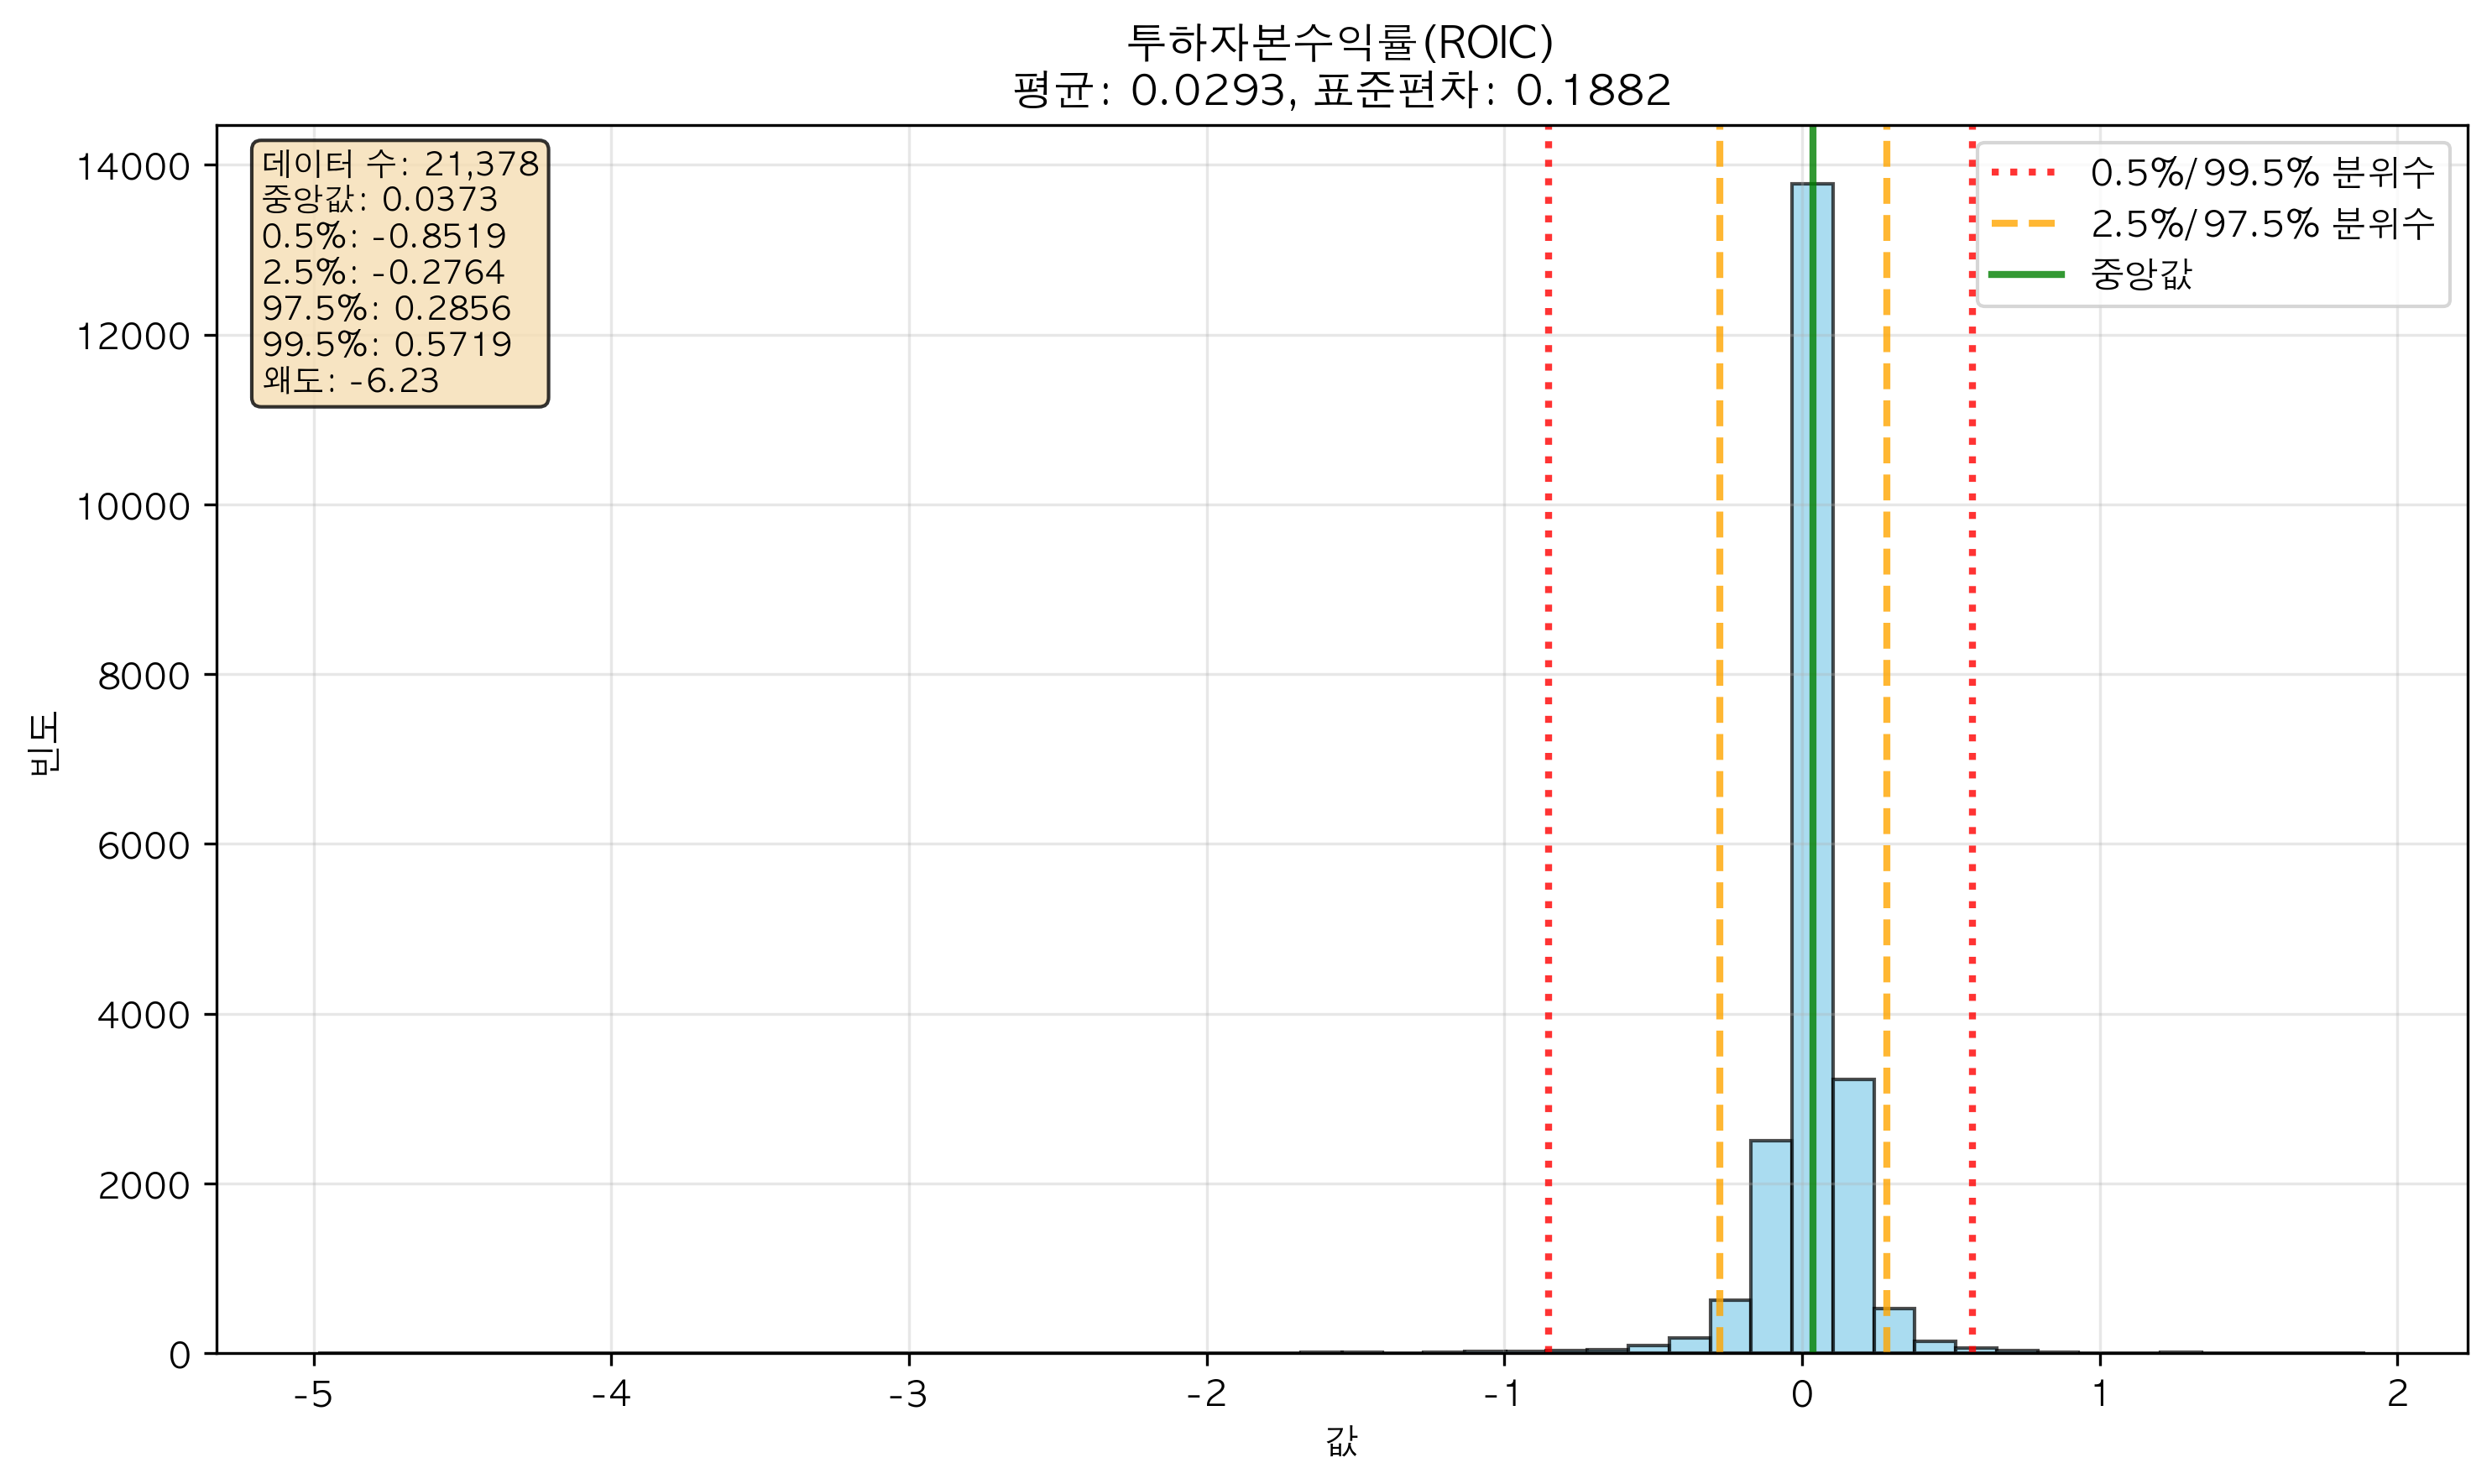 투하자본수익률(ROIC)
평균: 0.0293, 표준편차: 0.1882
데이터 수: 21,378
중앙값: 0.0373
0.5%: -0.8519
2.5%: -0.2764
97.5%: 0.2856
99.5%: 0.5719
왜도: -6.23
0.5%/99.5% 분위수
2.5%/97.5% 분위수
중앙값
빈도
14000
12000
10000
8000
6000
4000
2000
0
-5 -4 -3 -2 -1 0 1 2
값